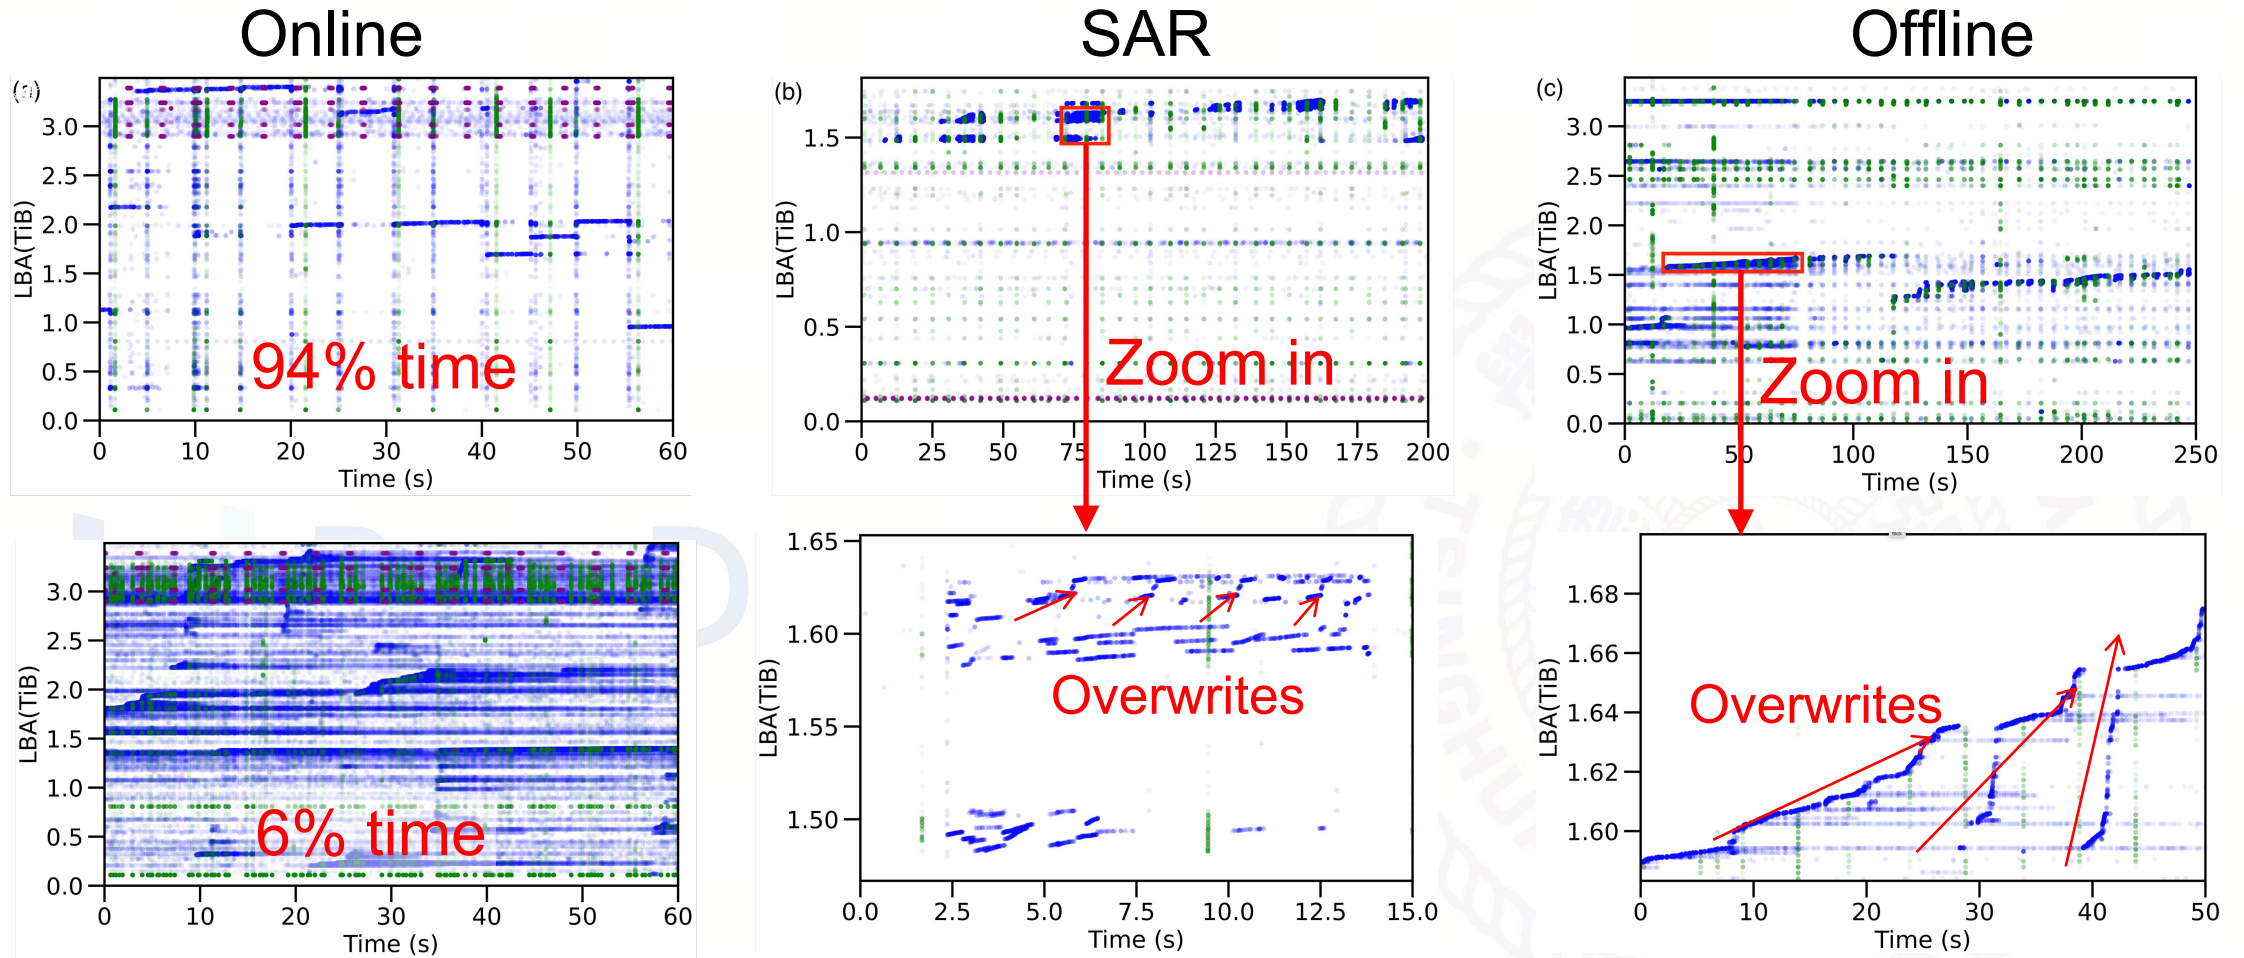 Online
SAR
Offline
(a)
LBA(TiB)
3.0
2.5
2.0
1.5
1.0
0.5
0.0
94% time
0 10 20 30 40 50 60
Time (s)
(b)
LBA(TiB)
1.5
1.0
0.5
0.0
Zoom in
0 25 50 75 100 125 150 175 200
Time (s)
(c)
LBA(TiB)
3.0
2.5
2.0
1.5
1.0
0.5
0.0
Zoom in
0 50 100 150 200 250
Time (s)
LBA(TiB)
3.0
2.5
2.0
1.5
1.0
0.5
0.0
6% time
0 10 20 30 40 50 60
Time (s)
LBA(TiB)
1.65
1.60
1.55
1.50
Overwrites
0.0 2.5 5.0 7.5 10.0 12.5 15.0
Time (s)
LBA(TiB)
1.68
1.66
1.64
1.62
1.60
Overwrites
0 10 20 30 40 50
Time (s)